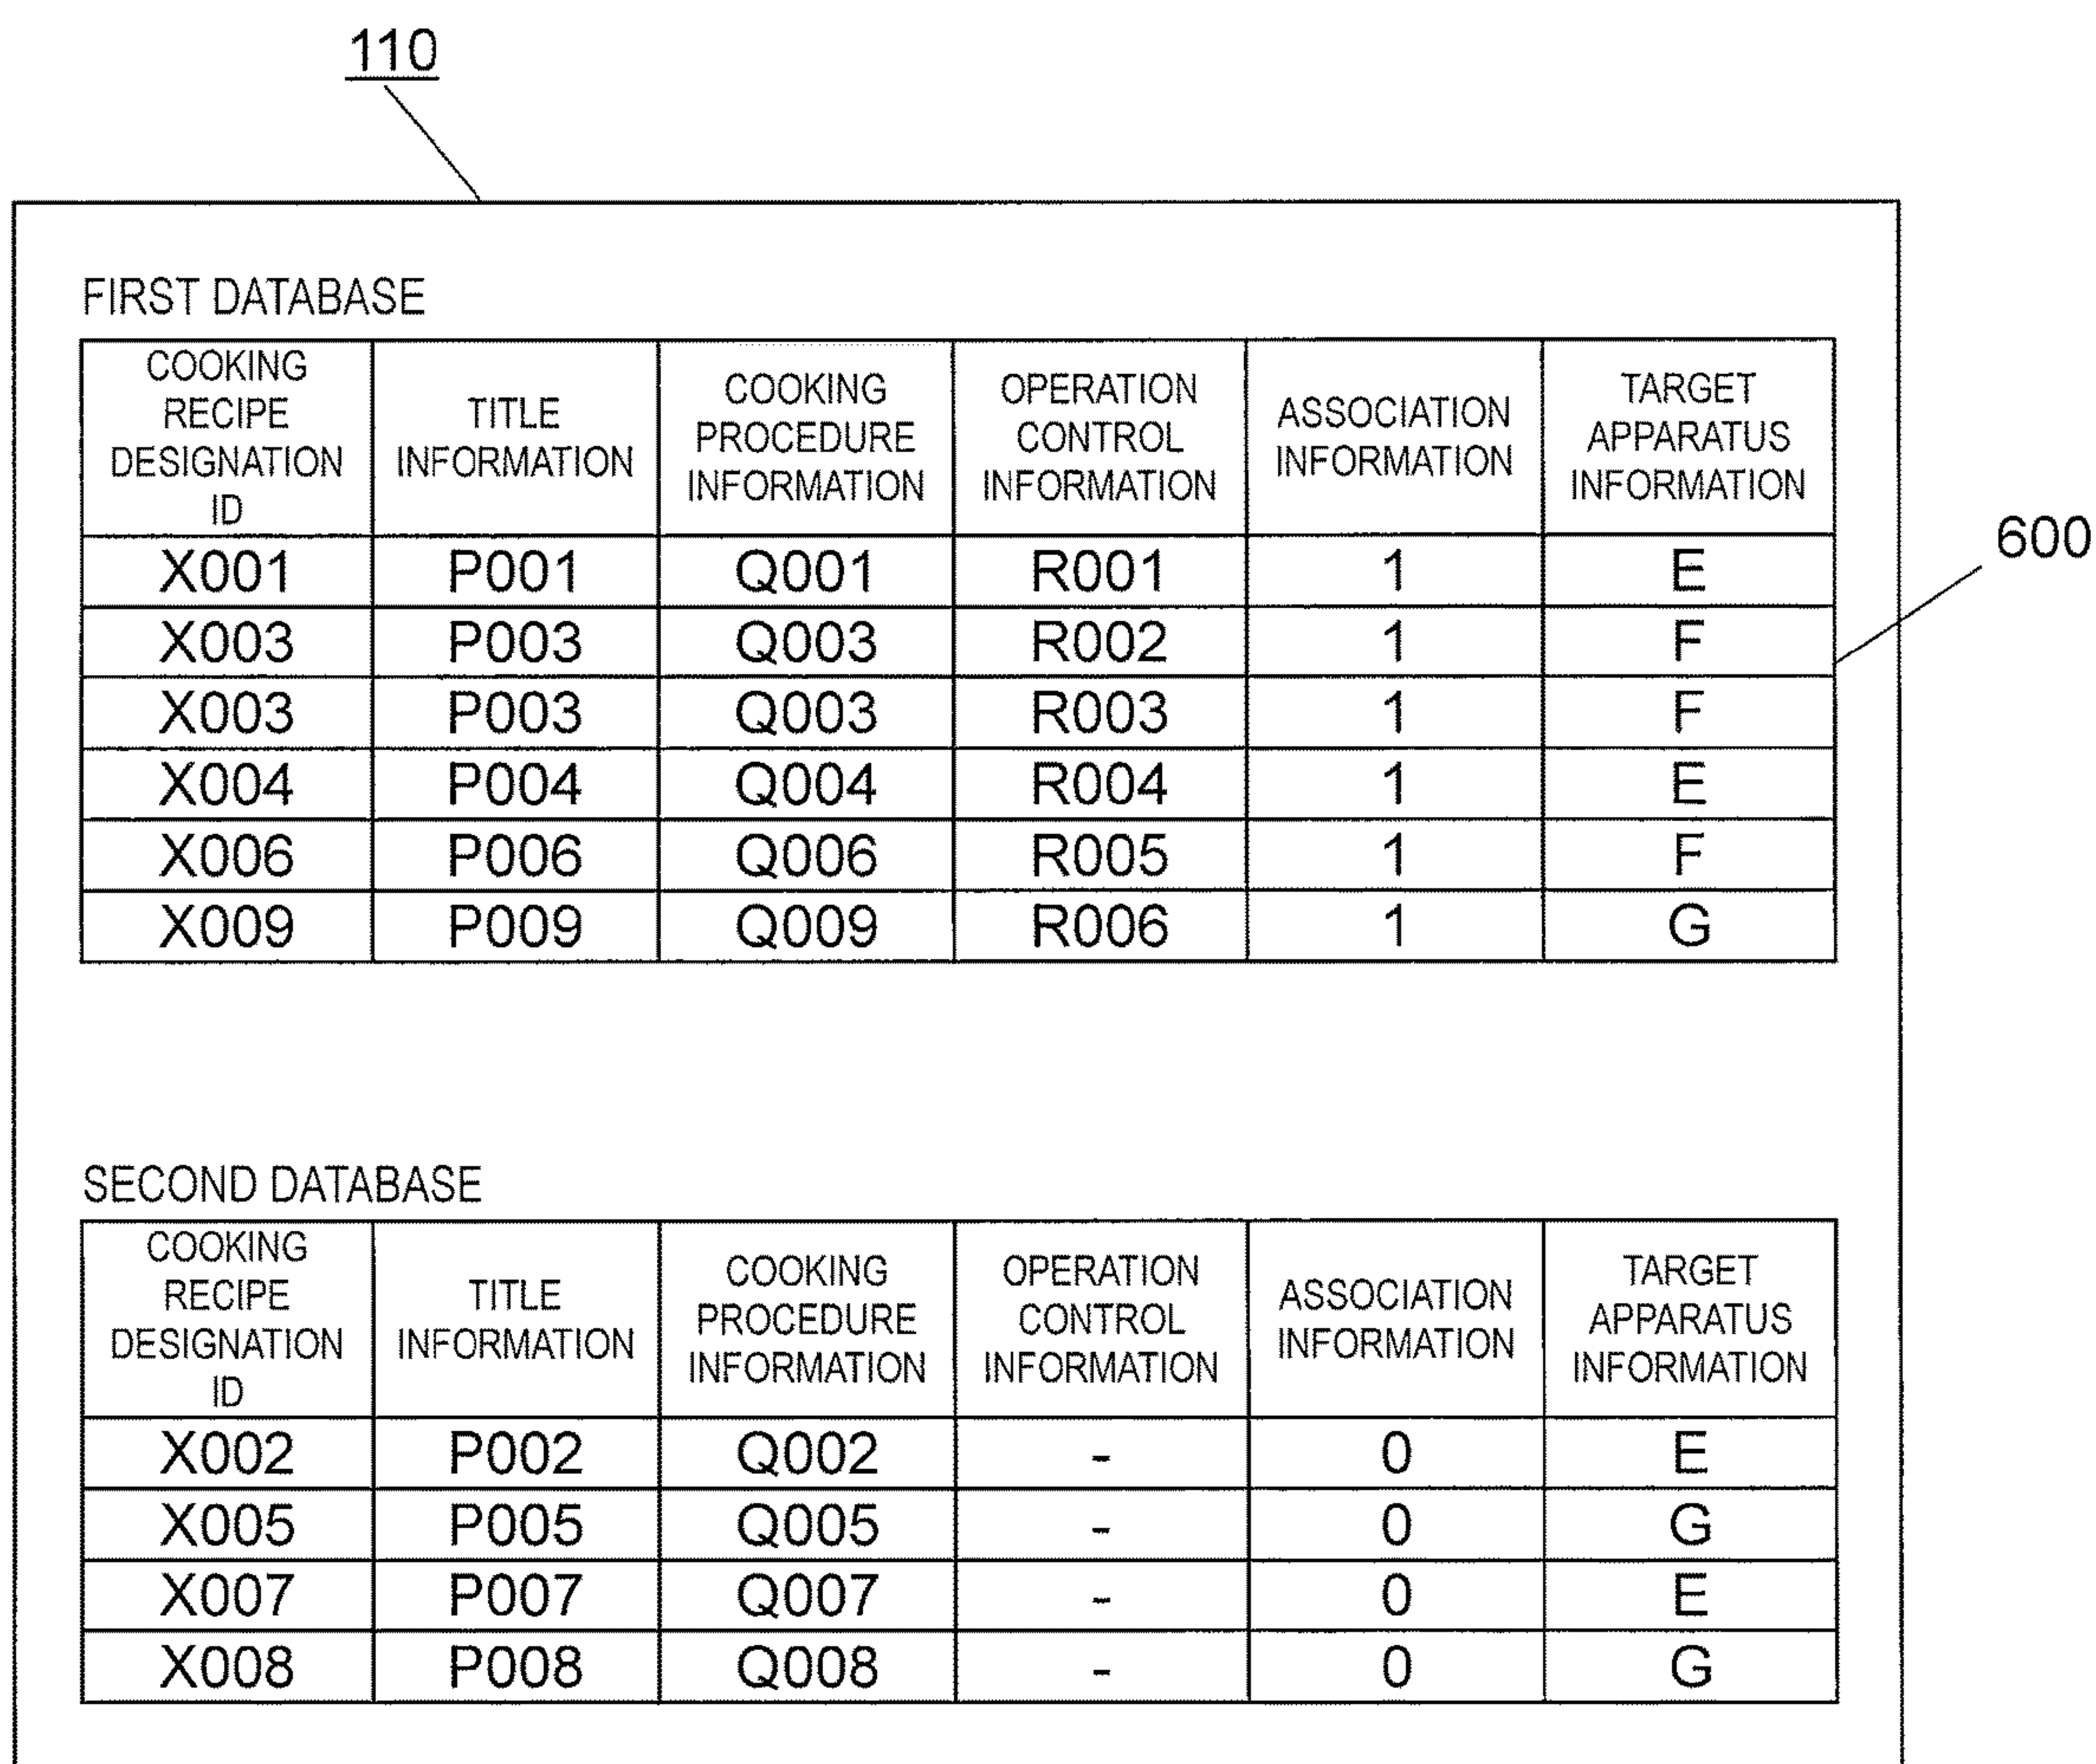 110
FIRST DATABASE
COOKING RECIPE DESIGNATION ID | TITLE INFORMATION | COOKING PROCEDURE INFORMATION | OPERATION CONTROL INFORMATION | ASSOCIATION INFORMATION | TARGET APPARATUS INFORMATION
X001 | P001 | Q001 | R001 | 1 | E
X003 | P003 | Q003 | R002 | 1 | F
X003 | P003 | Q003 | R003 | 1 | F
X004 | P004 | Q004 | R004 | 1 | E
X006 | P006 | Q006 | R005 | 1 | F
X009 | P009 | Q009 | R006 | 1 | G
600
SECOND DATABASE
COOKING RECIPE DESIGNATION ID | TITLE INFORMATION | COOKING PROCEDURE INFORMATION | OPERATION CONTROL INFORMATION | ASSOCIATION INFORMATION | TARGET APPARATUS INFORMATION
X002 | P002 | Q002 | - | 0 | E
X005 | P005 | Q005 | - | 0 | G
X007 | P007 | Q007 | - | 0 | E
X008 | P008 | Q008 | - | 0 | G